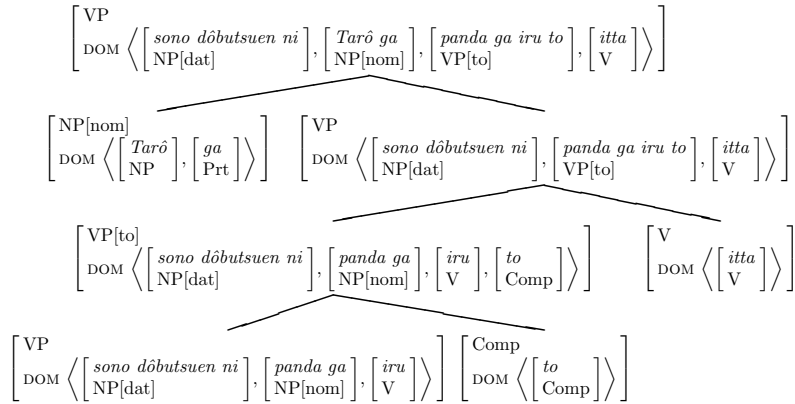 VP
DOM ⟨[sono dôbutsuen ni NP[dat]], [Tarô ga NP[nom]], [panda ga iru to VP[to]], [itta V]⟩
NP[nom]
DOM ⟨[Tarô NP], [ga Prt]⟩
VP
DOM ⟨[sono dôbutsuen ni NP[dat]], [panda ga iru to VP[to]], [itta V]⟩
VP[to]
DOM ⟨[sono dôbutsuen ni NP[dat]], [panda ga NP[nom]], [iru V], [to Comp]⟩
V
DOM ⟨[itta V]⟩
VP
DOM ⟨[sono dôbutsuen ni NP[dat]], [panda ga NP[nom]], [iru V]⟩
Comp
DOM ⟨[to Comp]⟩